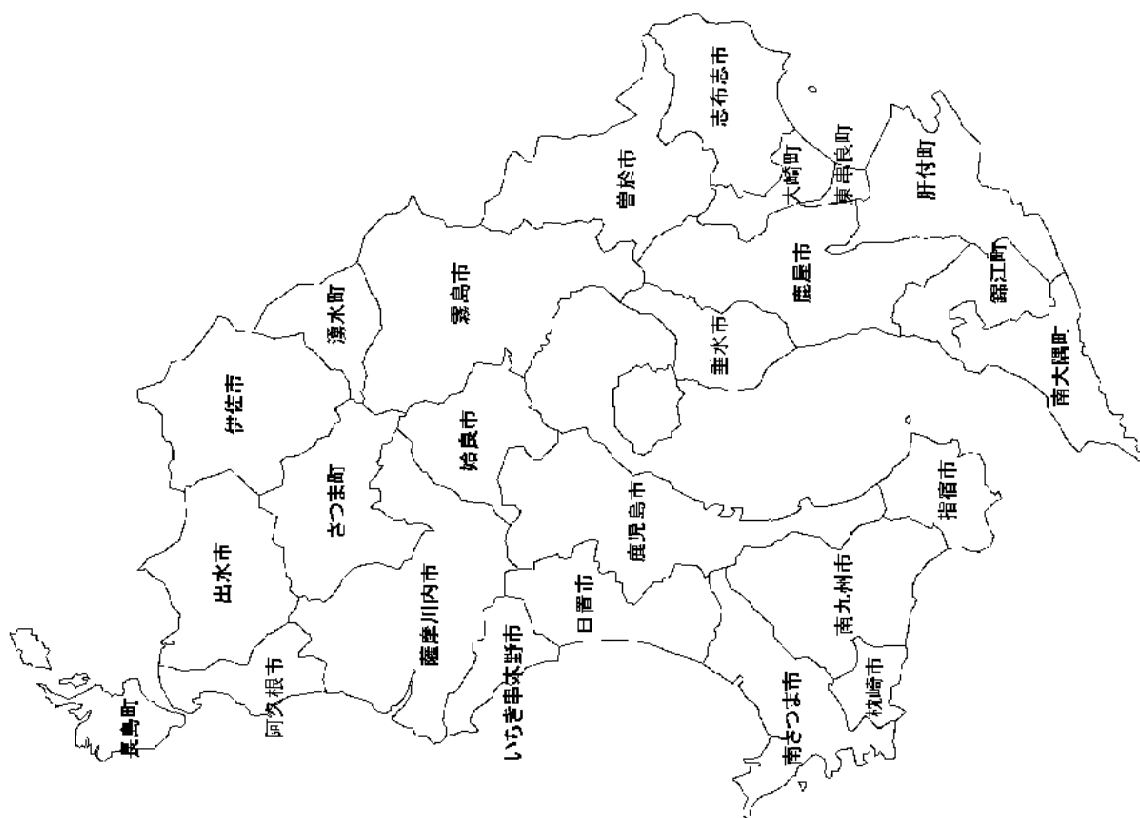 長島町
出水市
阿久根市
伊佐市
さつま町
薩摩川内市
湧水町
霧島市
姶良市
いちき串木野市
日置市
鹿児島市
曽於市
志布志市
大崎町
東串良町
鹿屋市
垂水市
肝付町
錦江町
南大隅町
南さつま市
枕崎市
南九州市
指宿市